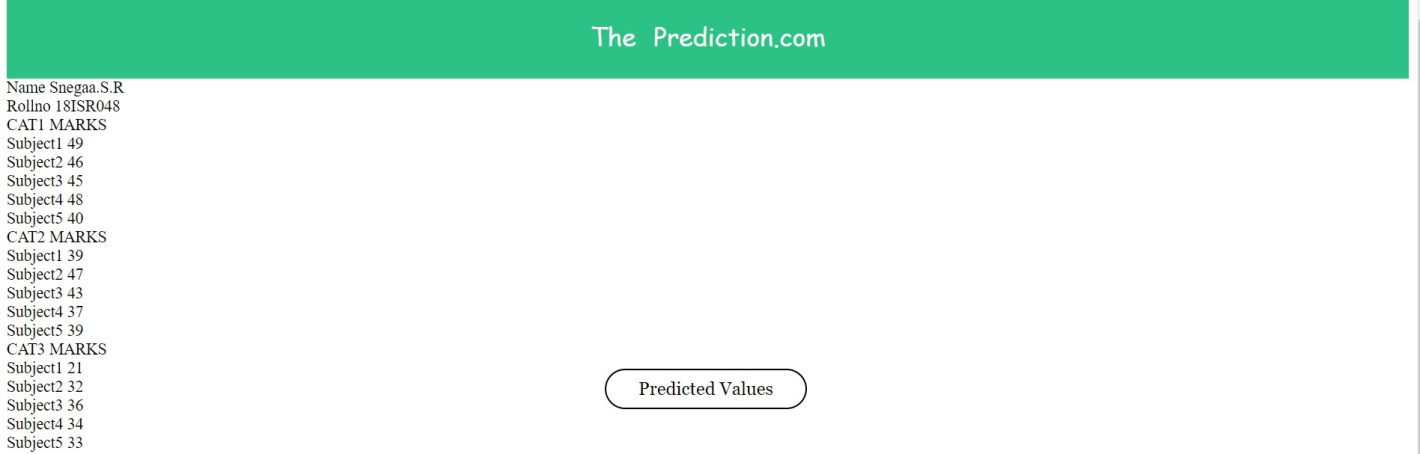 The Prediction.com
Name Snegaa.S.R
Rollno 18ISR048
CAT1 MARKS
Subject1 49
Subject2 46
Subject3 45
Subject4 48
Subject5 40
CAT2 MARKS
Subject1 39
Subject2 47
Subject3 43
Subject4 37
Subject5 39
CAT3 MARKS
Subject1 21
Subject2 32
Subject3 36
Subject4 34
Subject5 33
Predicted Values